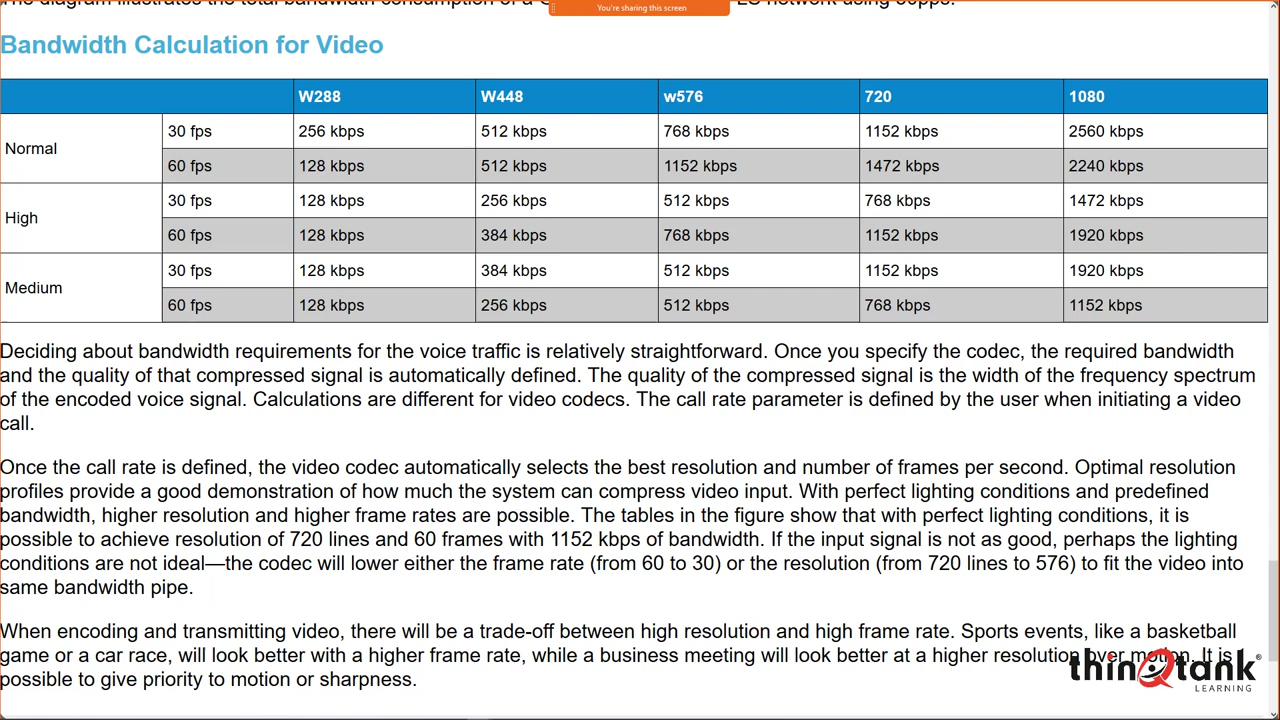 You're sharing this screen
Bandwidth Calculation for Video
W288 W448 w576 720 1080
Normal 30 fps 256 kbps 512 kbps 768 kbps 1152 kbps 2560 kbps
60 fps 128 kbps 512 kbps 1152 kbps 1472 kbps 2240 kbps
High 30 fps 128 kbps 256 kbps 512 kbps 768 kbps 1472 kbps
60 fps 128 kbps 384 kbps 768 kbps 1152 kbps 1920 kbps
Medium 30 fps 128 kbps 384 kbps 512 kbps 1152 kbps 1920 kbps
60 fps 128 kbps 256 kbps 512 kbps 768 kbps 1152 kbps
Deciding about bandwidth requirements for the voice traffic is relatively straightforward. Once you specify the codec, the required bandwidth
and the quality of that compressed signal is automatically defined. The quality of the compressed signal is the width of the frequency spectrum
of the encoded voice signal. Calculations are different for video codecs. The call rate parameter is defined by the user when initiating a video
call.
Once the call rate is defined, the video codec automatically selects the best resolution and number of frames per second. Optimal resolution
profiles provide a good demonstration of how much the system can compress video input. With perfect lighting conditions and predefined
bandwidth, higher resolution and higher frame rates are possible. The tables in the figure show that with perfect lighting conditions, it is
possible to achieve resolution of 720 lines and 60 frames with 1152 kbps of bandwidth. If the input signal is not as good, perhaps the lighting
conditions are not ideal—the codec will lower either the frame rate (from 60 to 30) or the resolution (from 720 lines to 576) to fit the video into
same bandwidth pipe.
When encoding and transmitting video, there will be a trade-off between high resolution and high frame rate. Sports events, like a basketball
game or a car race, will look better with a higher frame rate, while a business meeting will look better at a higher resolution over motion. It is
possible to give priority to motion or sharpness.
thinQtank®
LEARNING